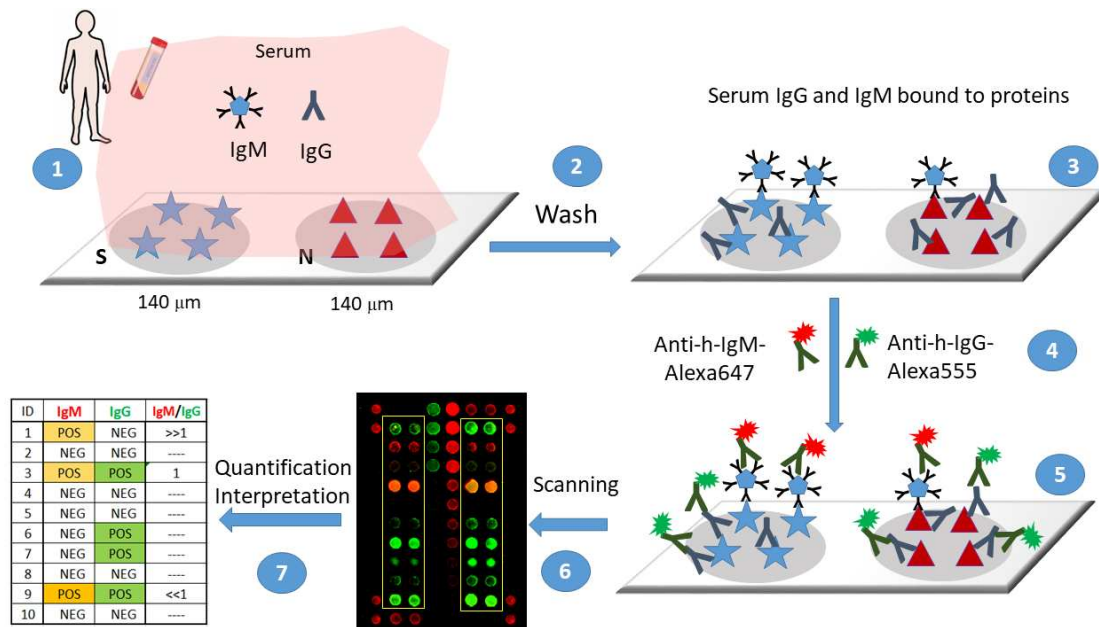 Serum
IgM
IgG
1
S
N
140 μm
140 μm
2
Wash
Serum IgG and IgM bound to proteins
3
Anti-h-IgM-
Alexa647
Anti-h-IgG-
Alexa555
4
5
Scanning
6
Quantification
Interpretation
7
ID IgM IgG IgM/IgG
1 POS NEG >>1
2 NEG NEG ----
3 POS POS 1
4 NEG NEG ----
5 NEG NEG ----
6 NEG POS ----
7 NEG POS ----
8 NEG NEG ----
9 POS POS <<1
10 NEG NEG ----